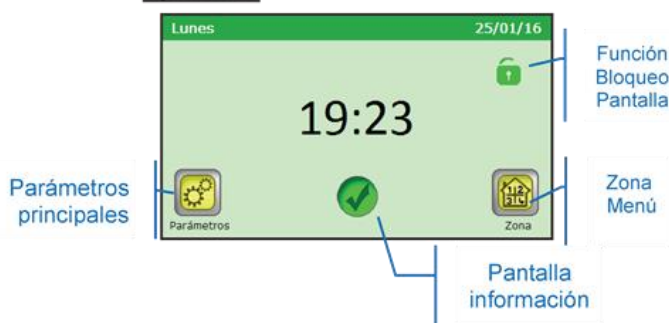 Lunes 25/01/16
Función
Bloqueo
Pantalla
19:23
Parámetros
principales
Parámetros
Zona
Zona
Menú
Pantalla
información